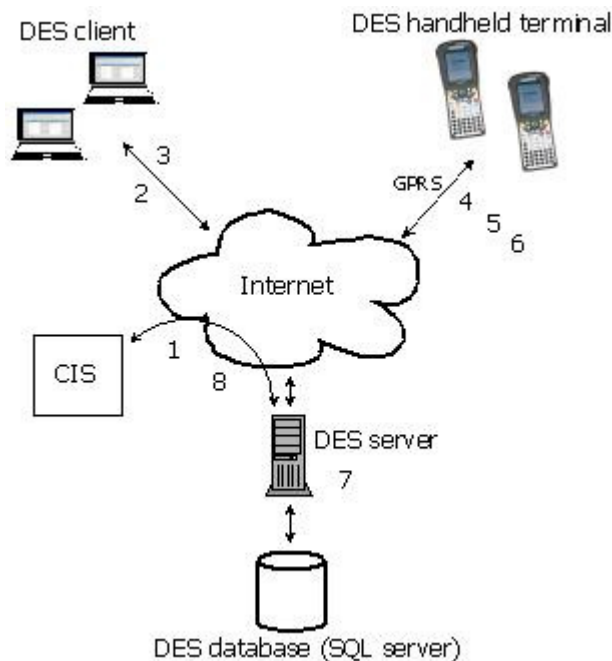 DES client
DES handheld terminal
3
2
GPRS
4
5
6
Internet
CIS
1
8
DES server
7
DES database (SQL server)